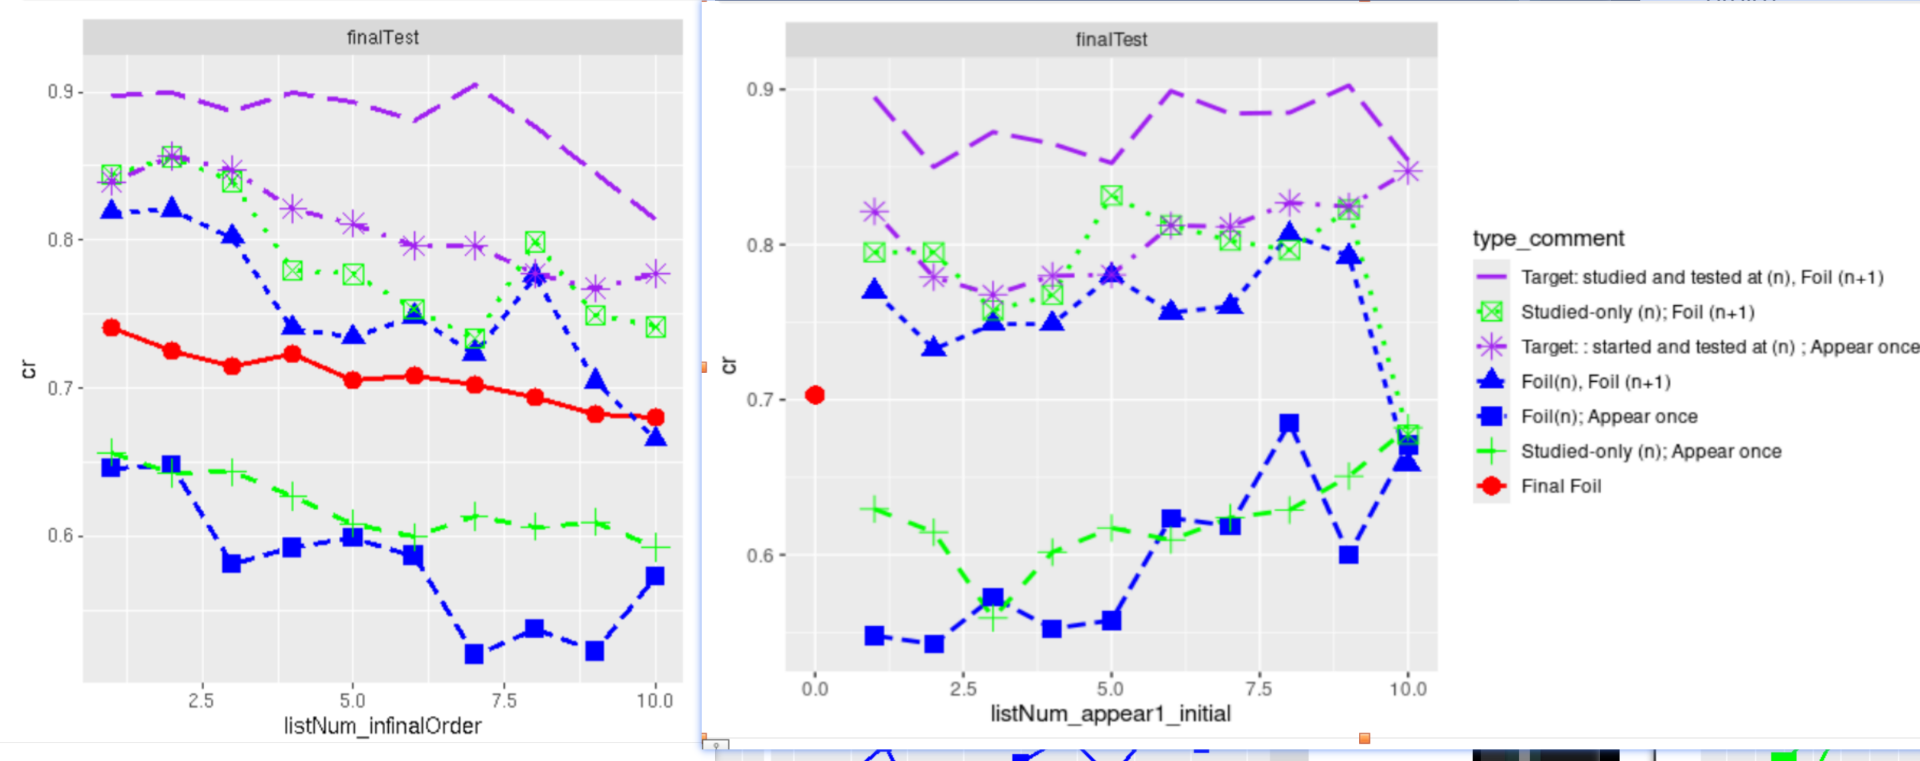 finalTest
0.9
0.8
0.7
0.6
cr
2.5 5.0 7.5 10.0
listNum_infinalOrder
finalTest
0.9
0.8
0.7
0.6
cr
0.0 2.5 5.0 7.5 10.0
listNum_appear1_initial
type_comment
Target: studied and tested at (n), Foil (n+1)
Studied-only (n); Foil (n+1)
Target: : started and tested at (n) ; Appear once
Foil(n), Foil (n+1)
Foil(n); Appear once
Studied-only (n); Appear once
Final Foil